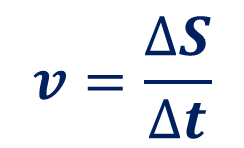 v = ΔS / Δt